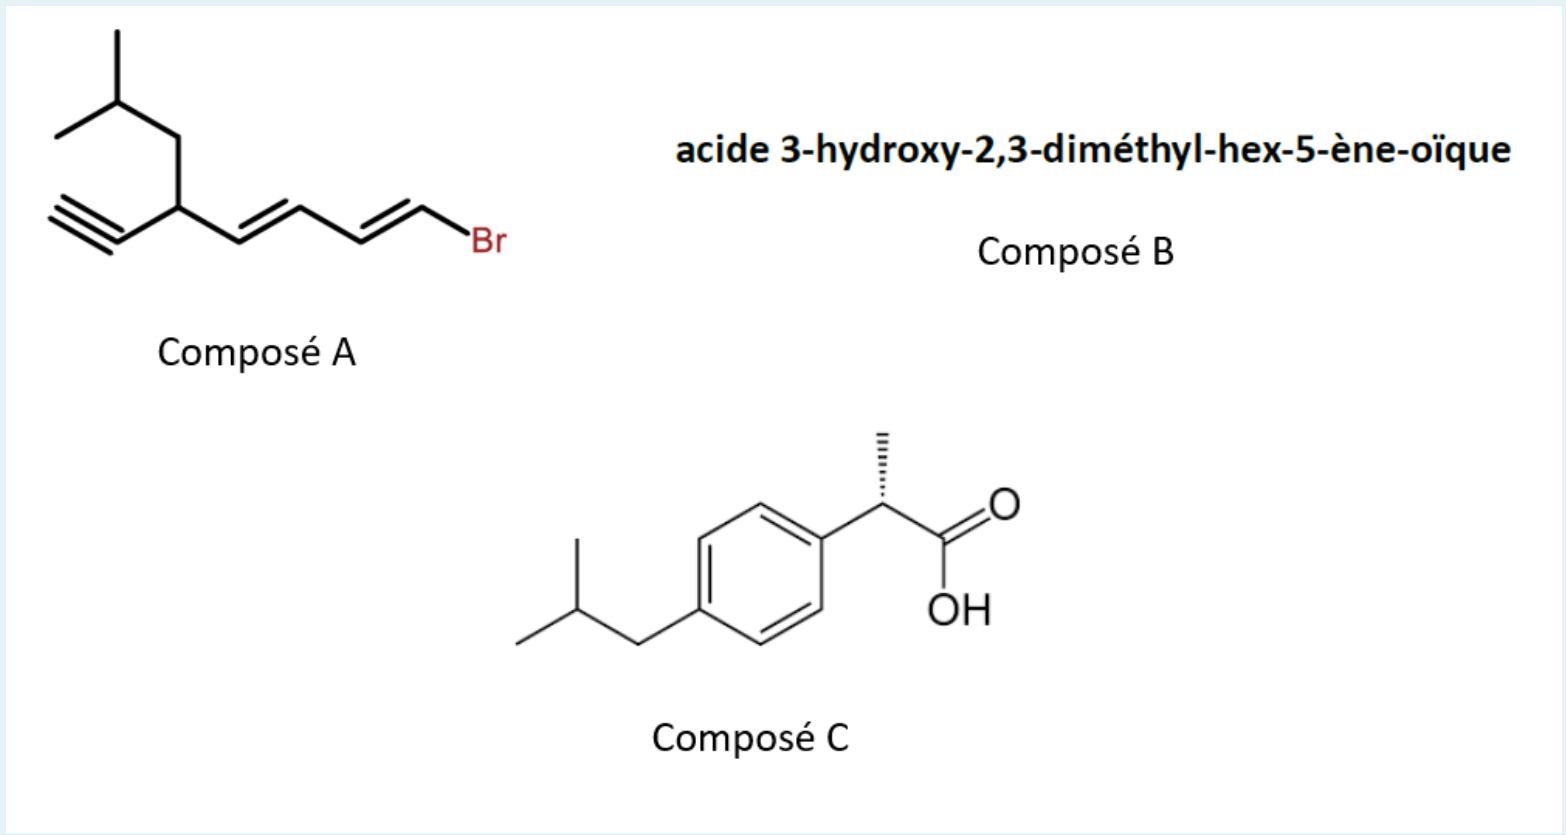 Br
acide 3-hydroxy-2,3-diméthyl-hex-5-ène-oïque
Composé B
Composé A
O
OH
Composé C